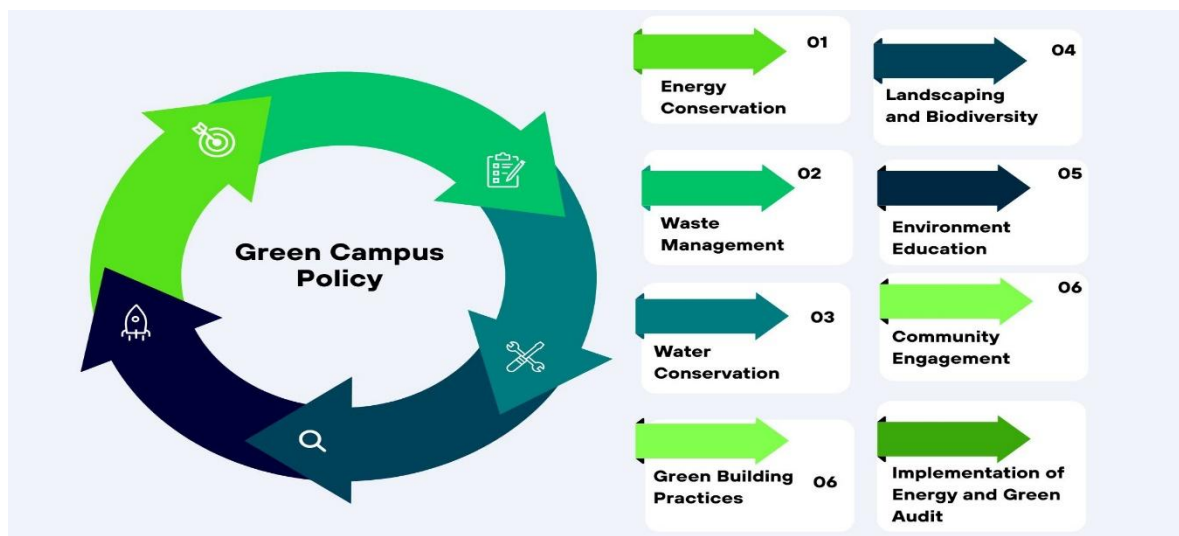 Green Campus
Policy
01
Energy
Conservation
02
Waste
Management
03
Water
Conservation
Green Building
Practices
06
04
Landscaping
and Biodiversity
05
Environment
Education
06
Community
Engagement
Implementation of
Energy and Green
Audit